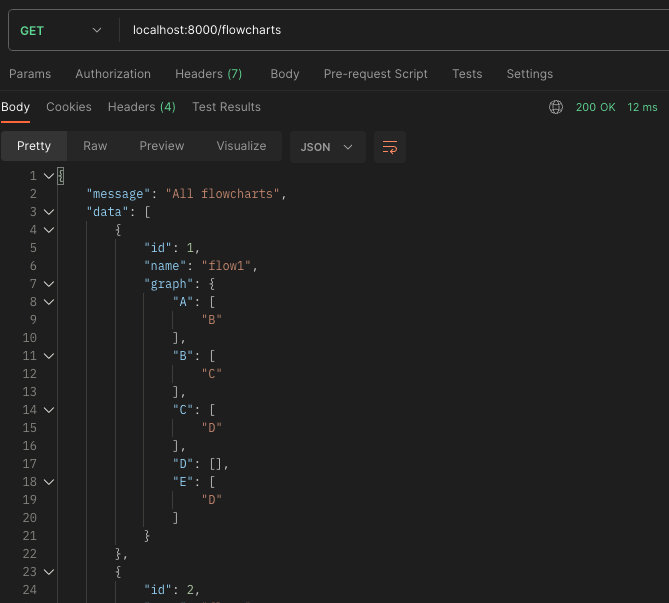 GET localhost:8000/flowcharts
Params Authorization Headers (7) Body Pre-request Script Tests Settings
Body Cookies Headers (4) Test Results 200 OK 12 ms
Pretty Raw Preview Visualize JSON
1 {
2 "message": "All flowcharts",
3 "data": [
4 {
5 "id": 1,
6 "name": "flow1",
7 "graph": {
8 "A": [
9 "B"
10 ],
11 "B": [
12 "C"
13 ],
14 "C": [
15 "D"
16 ],
17 "D": [],
18 "E": [
19 "D"
20 ]
21 }
22 },
23 {
24 "id": 2,